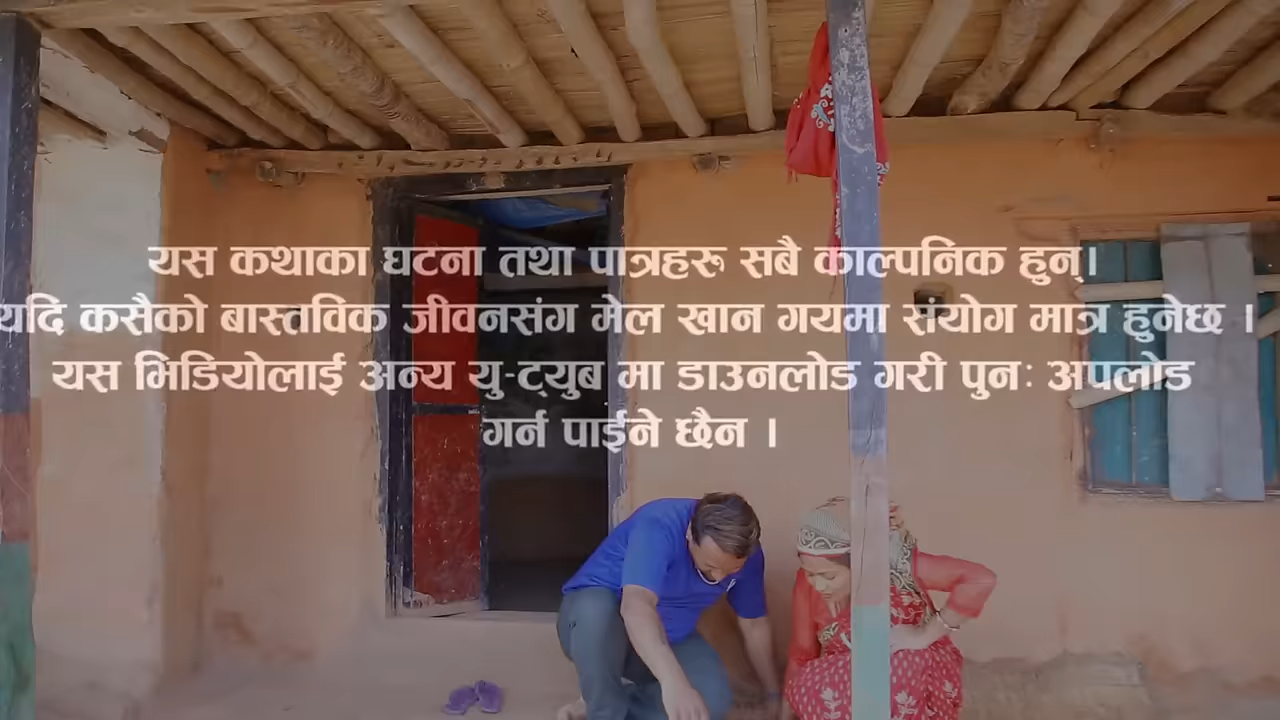 यस कथाका घटना तथा पात्रहरू सबै काल्पनिक हुन्।
यदि कसैको बास्तविक जीवनसंग मेल खान गयमा संयोग मात्र हुनेछ ।
यस भिडियोलाई अन्य यु-ट्युब मा डाउनलोड गरी पुनः अपलोड
गर्न पाईने छैन ।